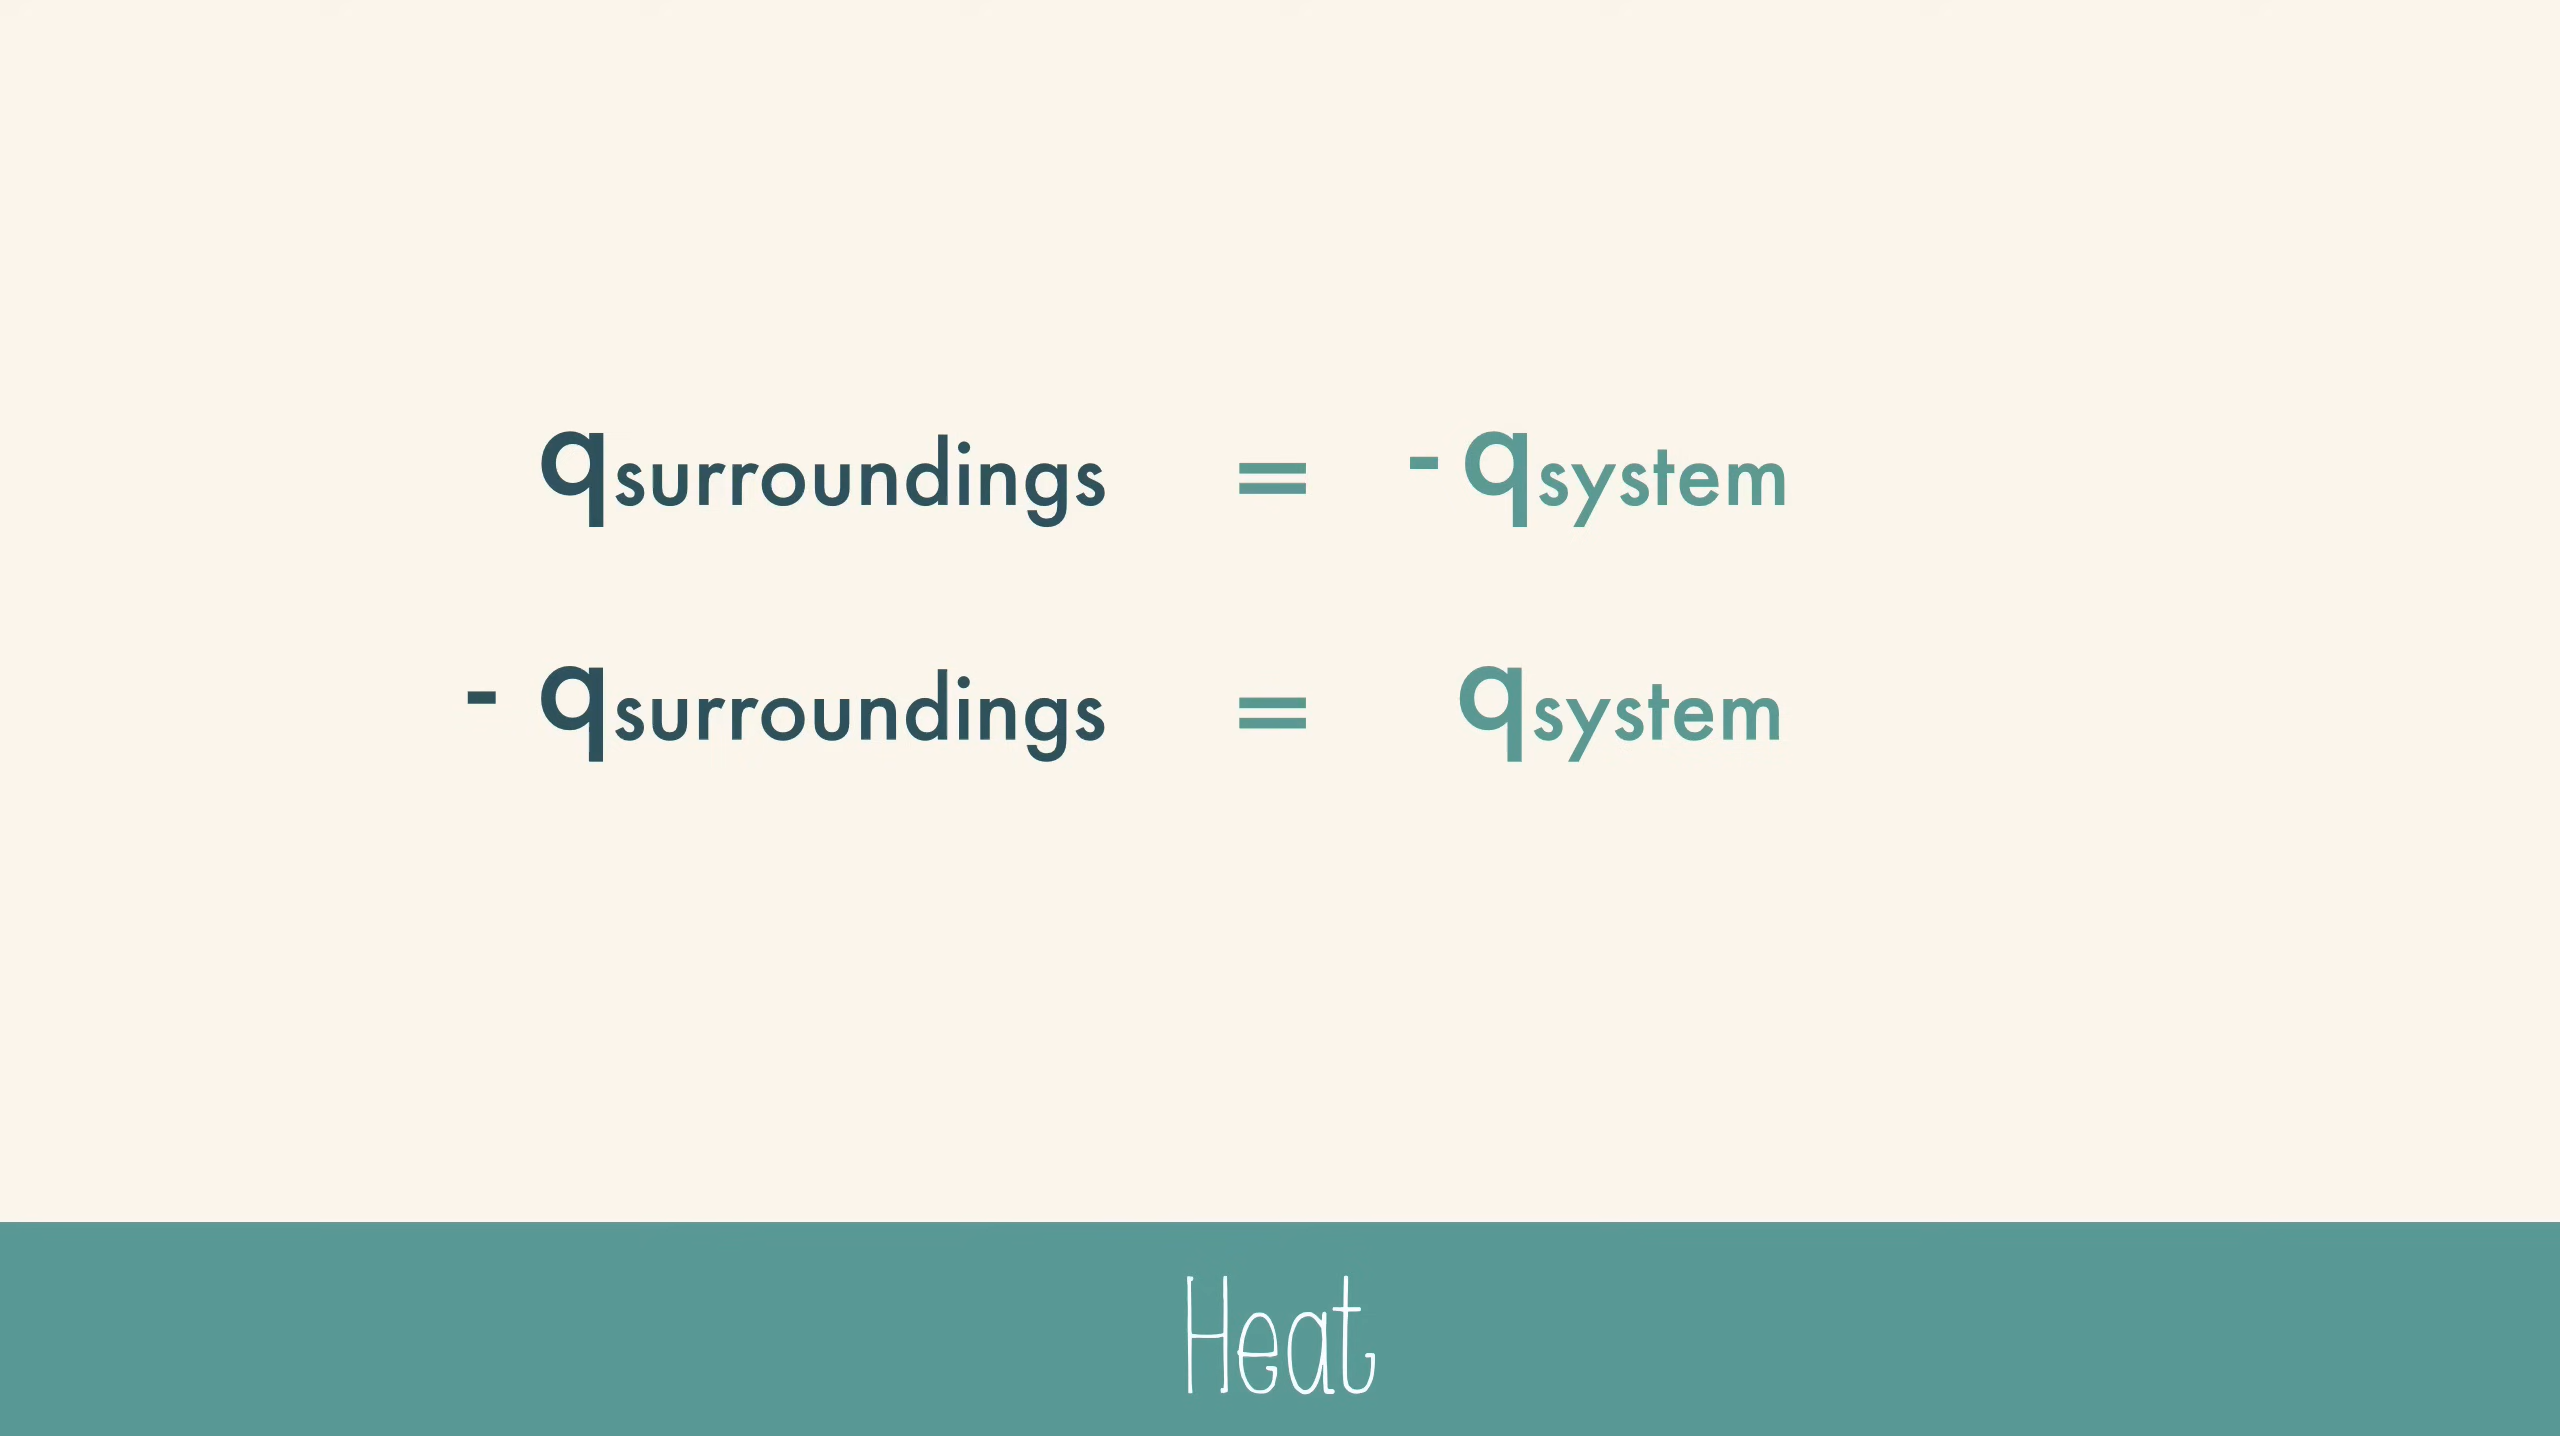 qsurroundings = - qsystem
- qsurroundings = qsystem
Heat